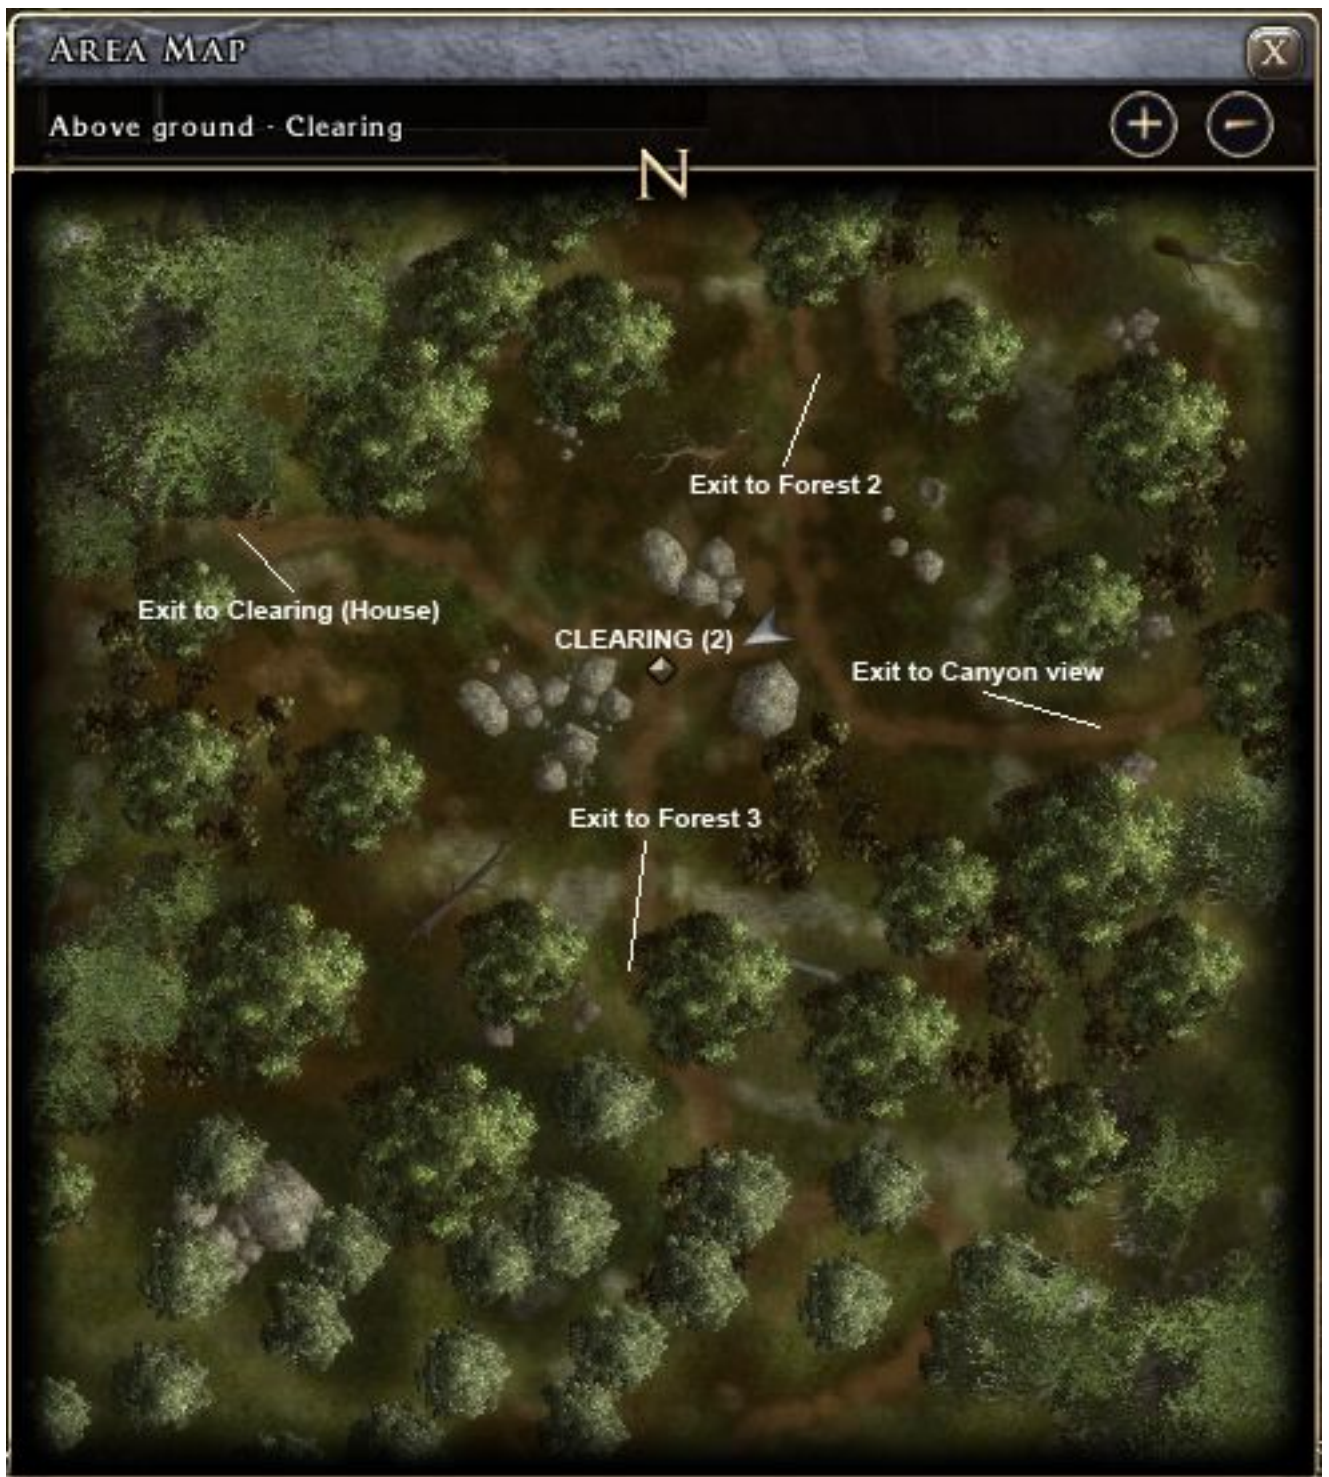 AREA MAP
X
Above ground - Clearing
+ -
N
Exit to Forest 2
Exit to Clearing (House)
CLEARING (2)
Exit to Canyon view
Exit to Forest 3